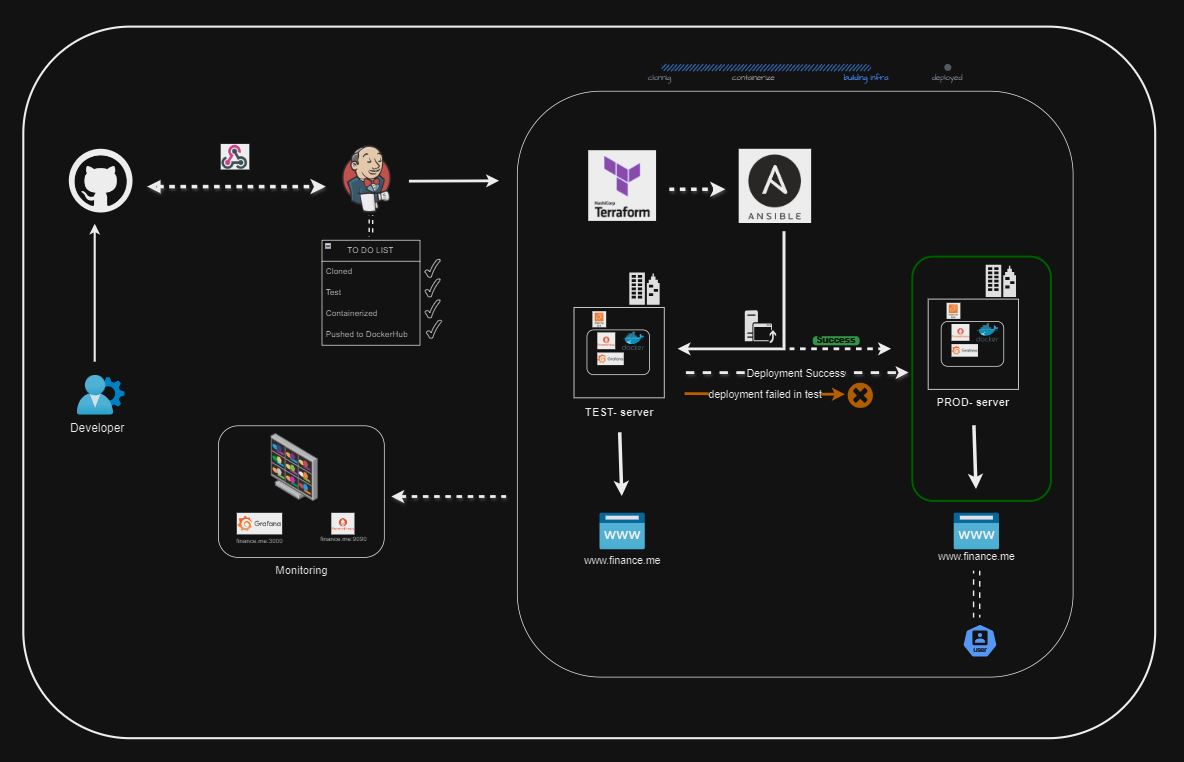 cloning
containerize
building infra
deployed
HashiCorp
Terraform
ANSIBLE
TO DO LIST
Cloned
Test
Containerized
Pushed to DockerHub
docker
Grafana
TEST- server
Success
Deployment Success
deployment failed in test
docker
Grafana
PROD- server
Developer
Grafana
finance.me:3000
finance.me:9090
Monitoring
WWW
www.finance.me
WWW
www.finance.me
user